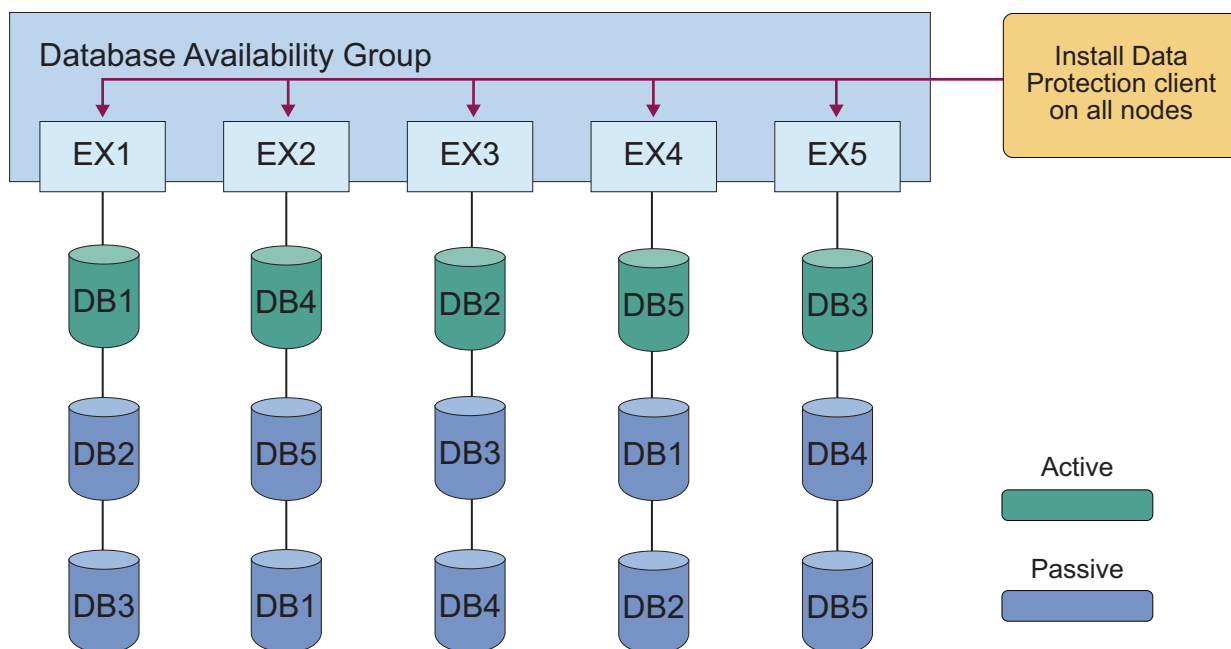 Database Availability Group
Install Data
Protection client
on all nodes
EX1
EX2
EX3
EX4
EX5
DB1
DB4
DB2
DB5
DB3
DB2
DB5
DB3
DB1
DB4
Active
DB3
DB1
DB4
DB2
DB5
Passive